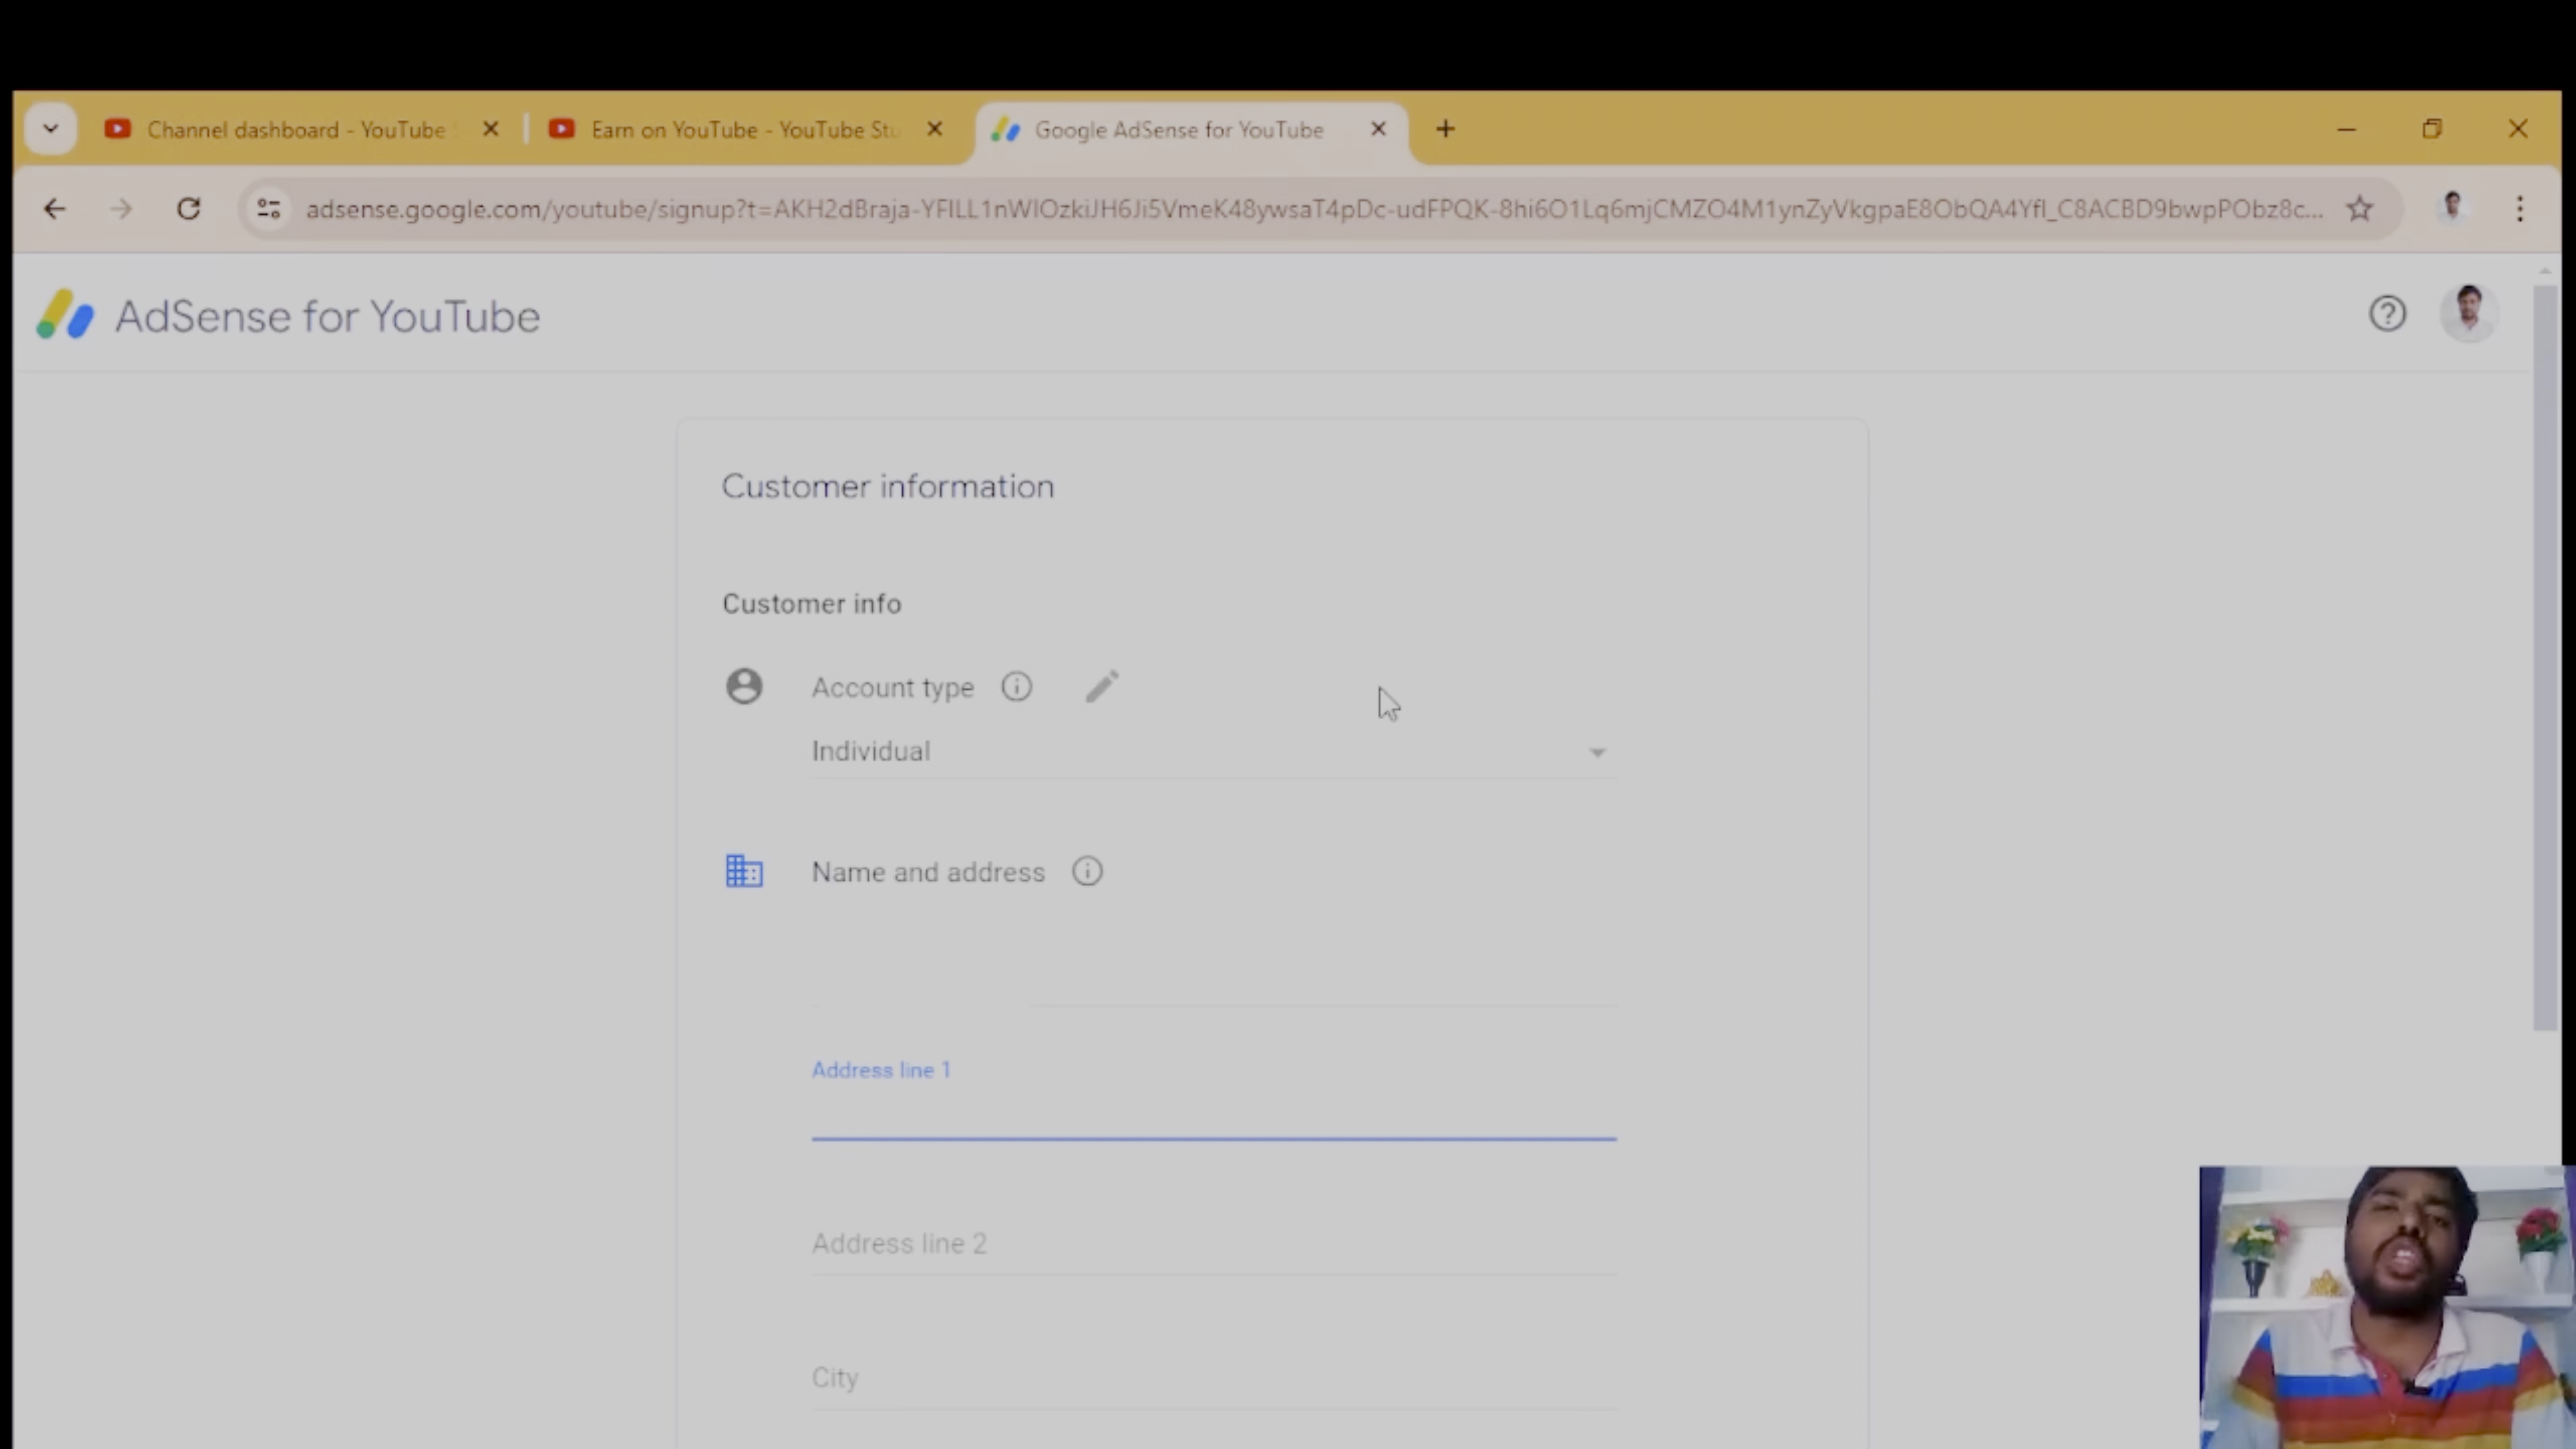 Channel dashboard - YouTube
Earn on YouTube - YouTube Stu
Google AdSense for YouTube
adsense.google.com/youtube/signup?t=AKH2dBraja-YFlLL1nWIOzkiJH6Ji5VmeK48ywsaT4pDc-udFPQK-8hi6O1Lq6mjCMZO4M1ynZyVkgpaE8ObQA4Yfl_C8ACBD9bwpPObz8c...
AdSense for YouTube
Customer information
Customer info
Account type
Individual
Name and address
Address line 1
Address line 2
City